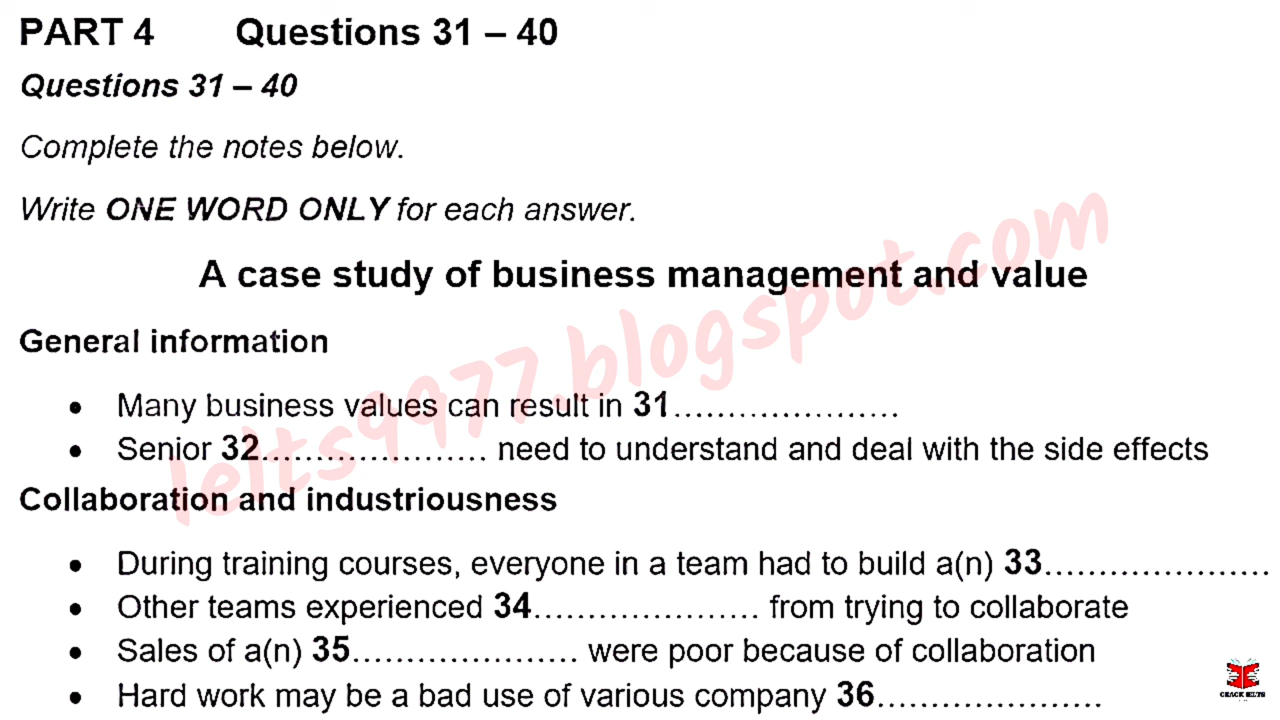 PART 4 Questions 31 – 40
Questions 31 – 40
Complete the notes below.
Write ONE WORD ONLY for each answer.
A case study of business management and value
General information
• Many business values can result in 31.....................
• Senior 32..................... need to understand and deal with the side effects
Collaboration and industriousness
• During training courses, everyone in a team had to build a(n) 33.....................
• Other teams experienced 34..................... from trying to collaborate
• Sales of a(n) 35..................... were poor because of collaboration
• Hard work may be a bad use of various company 36.....................
Ielts9977.blogspot.com
CRACK IELTS